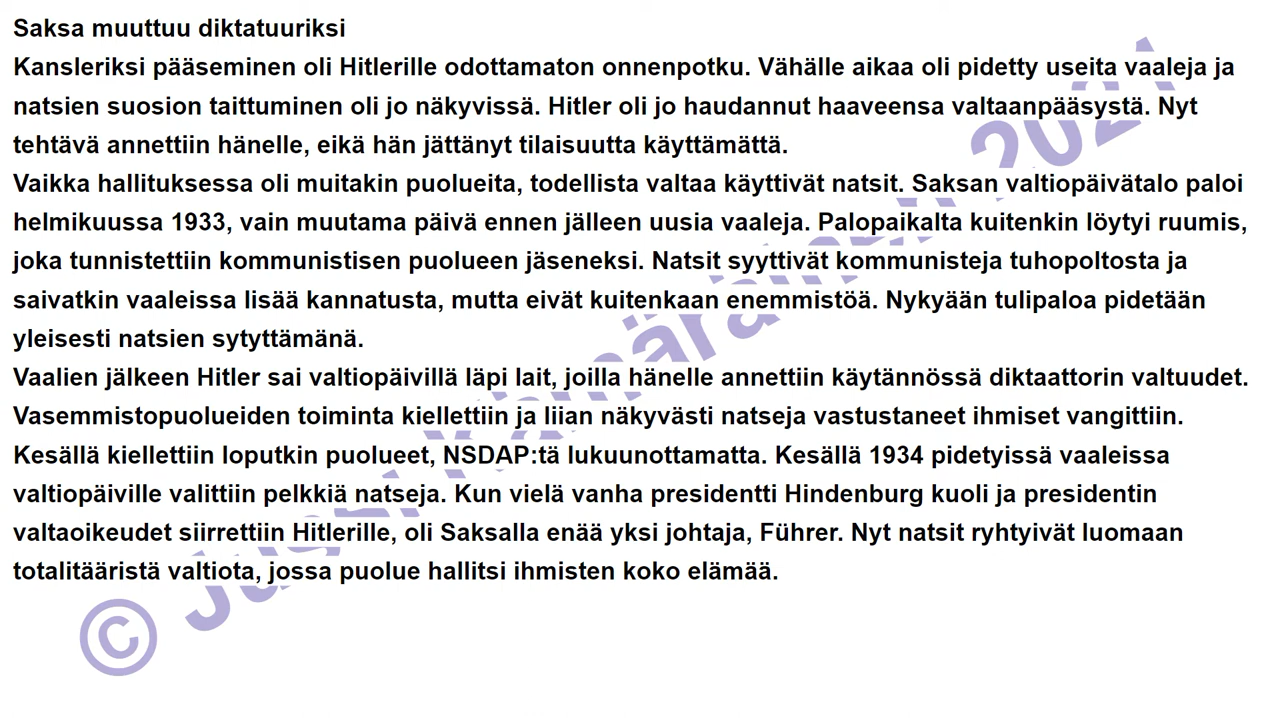 Saksa muuttuu diktatuuriksi
Kansleriksi pääseminen oli Hitlerille odottamaton onnenpotku. Vähälle aikaa oli pidetty useita vaaleja ja
natsien suosion taittuminen oli jo näkyvissä. Hitler oli jo haudannut haaveensa valtaanpääsystä. Nyt
tehtävä annettiin hänelle, eikä hän jättänyt tilaisuutta käyttämättä.
Vaikka hallituksessa oli muitakin puolueita, todellista valtaa käyttivät natsit. Saksan valtiopäivätalo paloi
helmikuussa 1933, vain muutama päivä ennen jälleen uusia vaaleja. Palopaikalta kuitenkin löytyi ruumis,
joka tunnistettiin kommunistisen puolueen jäseneksi. Natsit syyttivät kommunisteja tuhopoltosta ja
saivatkin vaaleissa lisää kannatusta, mutta eivät kuitenkaan enemmistöä. Nykyään tulipaloa pidetään
yleisesti natsien sytyttämänä.
Vaalien jälkeen Hitler sai valtiopäivillä läpi lait, joilla hänelle annettiin käytännössä diktaattorin valtuudet.
Vasemmistopuolueiden toiminta kiellettiin ja liian näkyvästi natseja vastustaneet ihmiset vangittiin.
Kesällä kiellettiin loputkin puolueet, NSDAP:tä lukuunottamatta. Kesällä 1934 pidetyissä vaaleissa
valtiopäiville valittiin pelkkiä natseja. Kun vielä vanha presidentti Hindenburg kuoli ja presidentin
valtaoikeudet siirrettiin Hitlerille, oli Saksalla enää yksi johtaja, Führer. Nyt natsit ryhtyivät luomaan
totalitääristä valtiota, jossa puolue hallitsi ihmisten koko elämää.
©